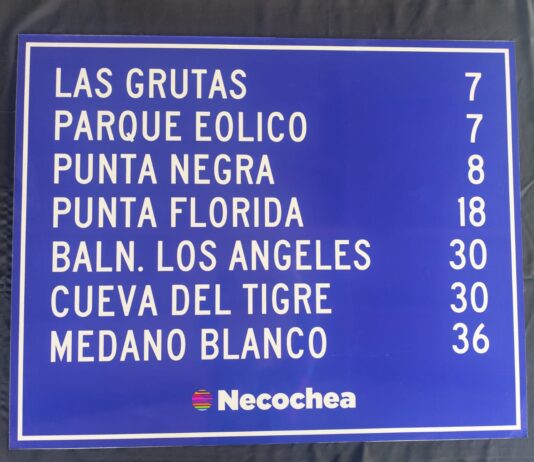 LAS GRUTAS 7
PARQUE EOLICO 7
PUNTA NEGRA 8
PUNTA FLORIDA 18
BALN. LOS ANGELES 30
CUEVA DEL TIGRE 30
MEDANO BLANCO 36
Necochea